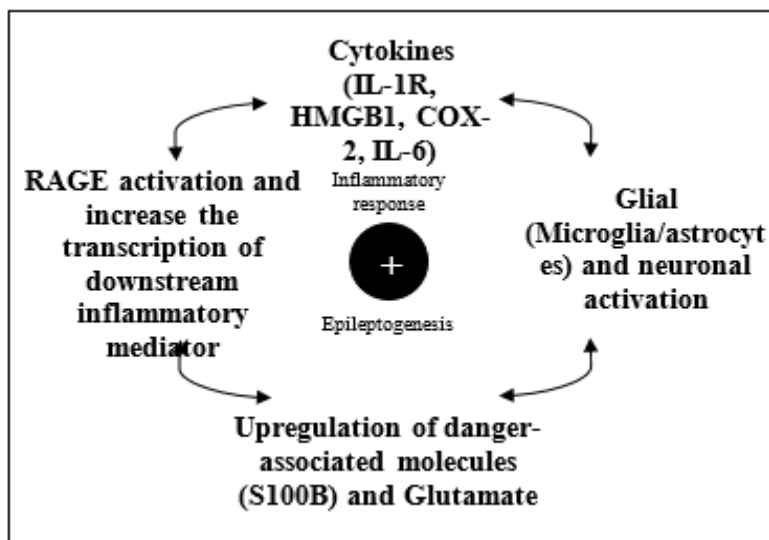 Cytokines
(IL-1R,
HMGB1, COX-
2, IL-6)
Inflammatory
response
+
Epileptogenesis
RAGE activation and
increase the
transcription of
downstream
inflammatory
mediator
Glial
(Microglia/astrocyt
es) and neuronal
activation
Upregulation of danger-
associated molecules
(S100B) and Glutamate